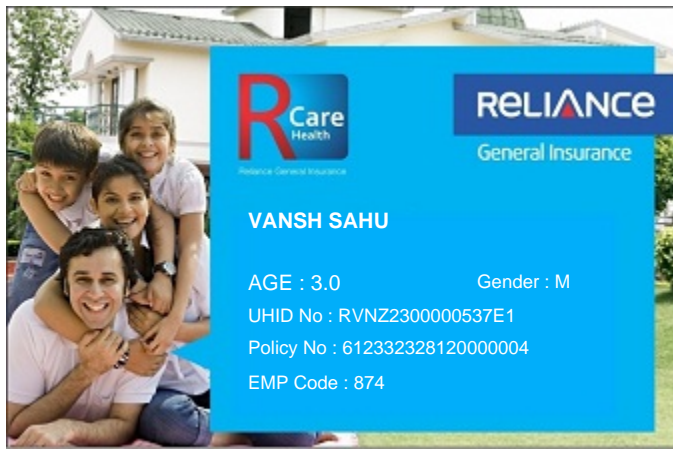 R Care
Health
Reliance General Insurance
RELIANCE
General Insurance
VANSH SAHU
AGE : 3.0
Gender : M
UHID No : RVNZ2300000537E1
Policy No : 612332328120000004
EMP Code : 874